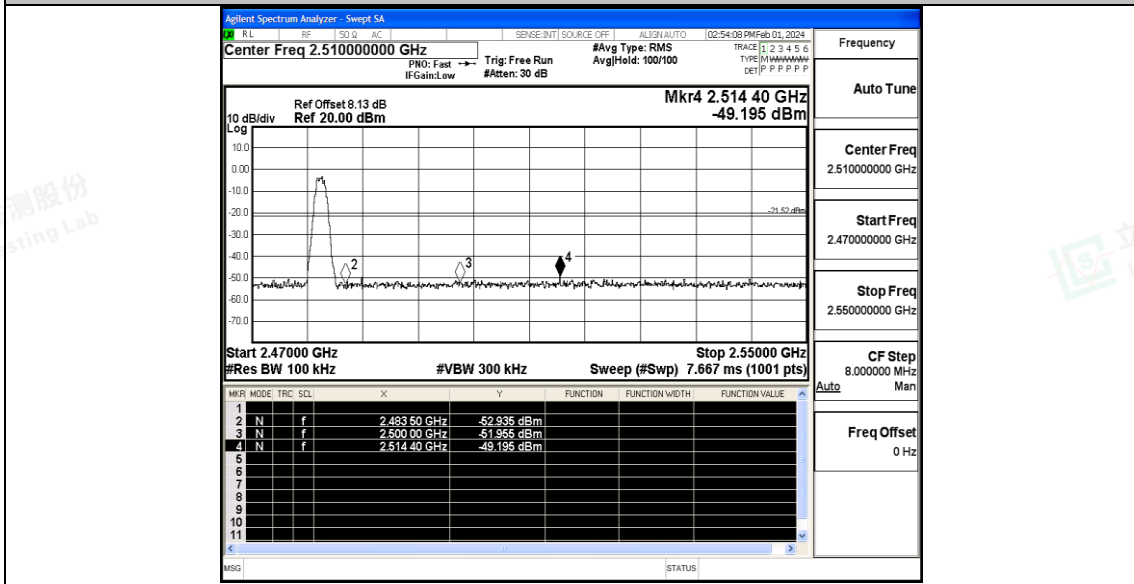 Agilent Spectrum Analyzer - Swept SA
RL RF 50 Ω AC SENSE:INT SOURCE OFF ALIGN AUTO 02:54:08 PM Feb 01, 2024
Center Freq 2.510000000 GHz
PNO: Fast
IFGain:Low
Trig: Free Run
#Atten: 30 dB
#Avg Type: RMS
Avg|Hold: 100/100
TRACE 1 2 3 4 5 6
TYPE M
DET P P P P P P
Ref Offset 8.13 dB
10 dB/div Ref 20.00 dBm
Log
Mkr4 2.514 40 GHz
-49.195 dBm
10.0
0.00
-10.0
-20.0
-30.0
-40.0
-50.0
-60.0
-70.0
-21.52 dBm
2
3
4
Start 2.47000 GHz Stop 2.55000 GHz
#Res BW 100 kHz #VBW 300 kHz Sweep (#Swp) 7.667 ms (1001 pts)
MKR MODE TRC SCL X Y FUNCTION FUNCTION WIDTH FUNCTION VALUE
1
2 N f 2.483 50 GHz -52.935 dBm
3 N f 2.500 00 GHz -51.955 dBm
4 N f 2.514 40 GHz -49.195 dBm
5
6
7
8
9
10
11
MSG STATUS
Frequency
Auto Tune
Center Freq
2.510000000 GHz
Start Freq
2.470000000 GHz
Stop Freq
2.550000000 GHz
CF Step
8.000000 MHz
Auto Man
Freq Offset
0 Hz
测股份
sting Lab
立